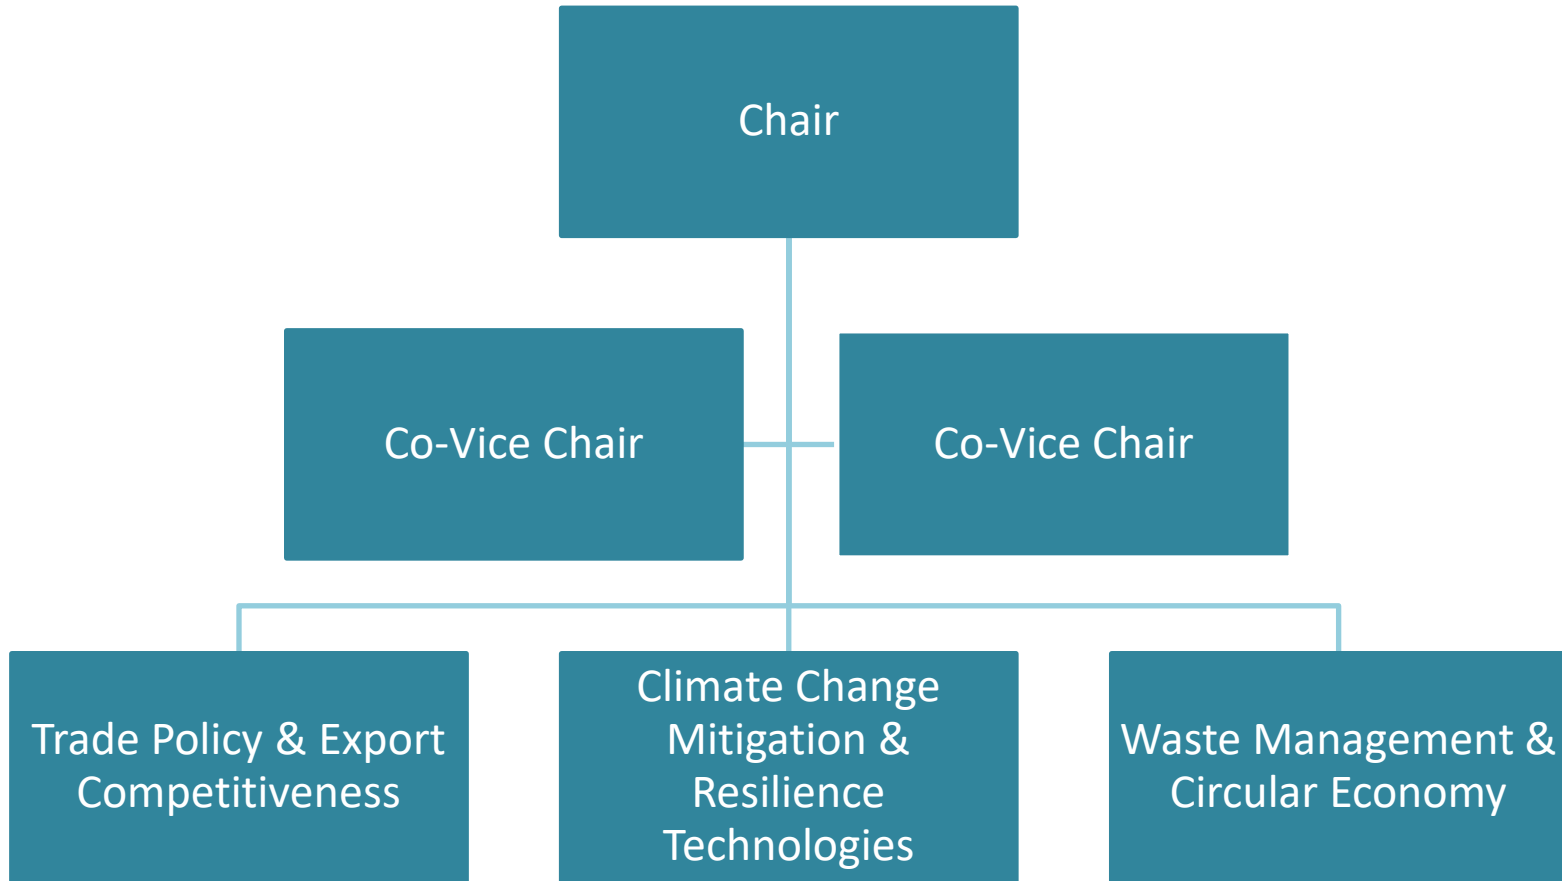 Chair
Co-Vice Chair
Co-Vice Chair
Trade Policy & Export
Competitiveness
Climate Change
Mitigation &
Resilience
Technologies
Waste Management &
Circular Economy